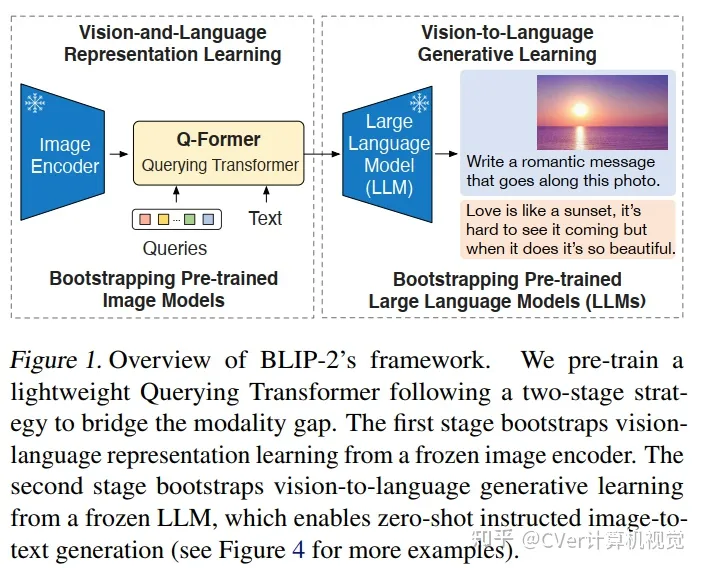 Vision-and-Language
Representation Learning
Vision-to-Language
Generative Learning
Image
Encoder
Q-Former
Querying Transformer
...
Queries
Text
Bootstrapping Pre-trained
Image Models
Large
Language
Model
(LLM)
Write a romantic message
that goes along this photo.
Love is like a sunset, it's
hard to see it coming but
when it does it's so beautiful.
Bootstrapping Pre-trained
Large Language Models (LLMs)
Figure 1. Overview of BLIP-2's framework. We pre-train a
lightweight Querying Transformer following a two-stage strat-
egy to bridge the modality gap. The first stage bootstraps vision-
language representation learning from a frozen image encoder. The
second stage bootstraps vision-to-language generative learning
from a frozen LLM, which enables zero-shot instructed image-to-
text generation (see Figure 4 for more examples).
知乎 @CVer计算机视觉